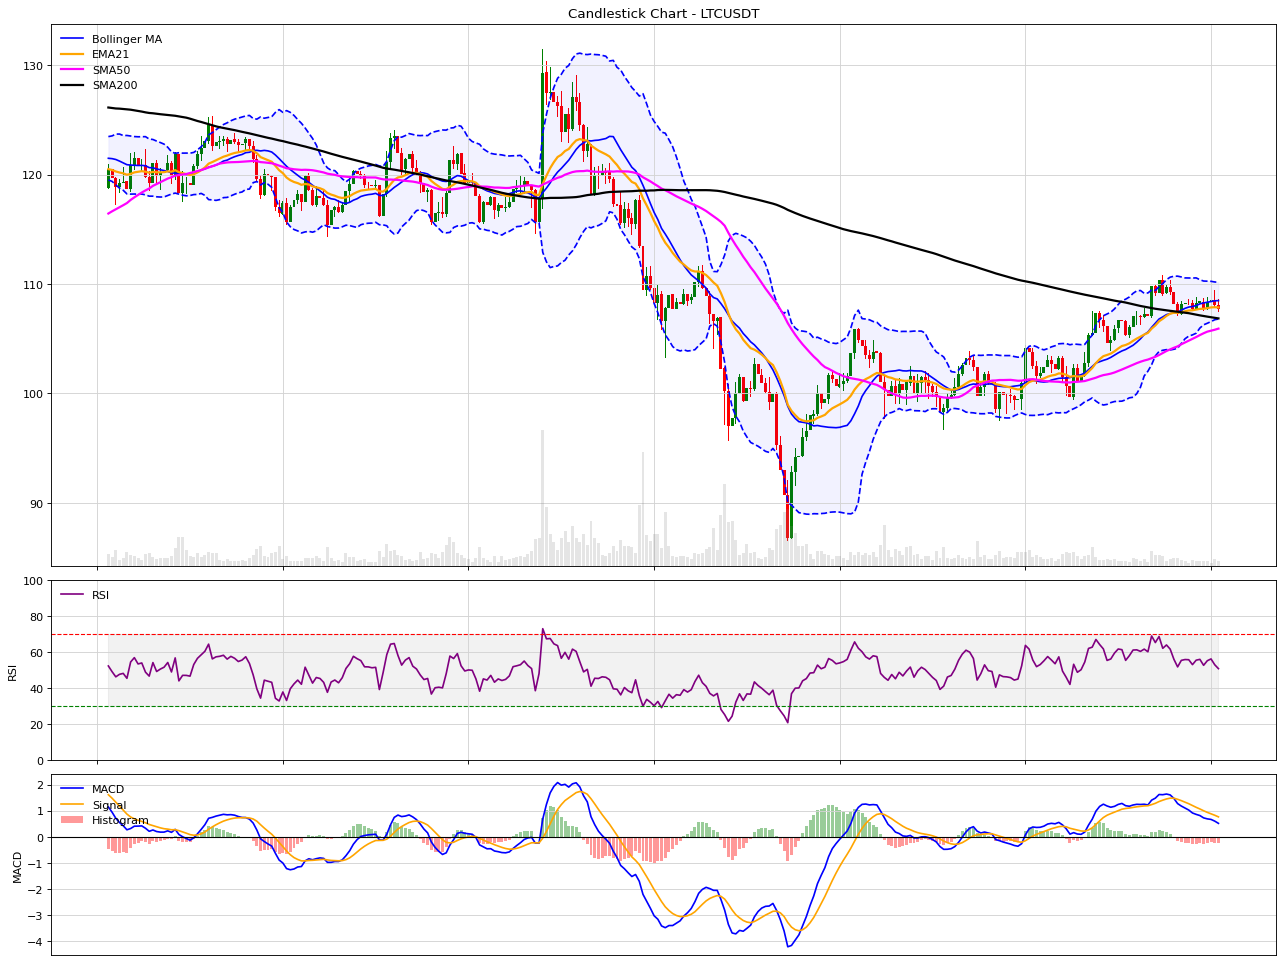 Candlestick Chart - LTCUSDT
Bollinger MA
EMA21
SMA50
SMA200
130
120
110
100
90
RSI
100
80
60
40
20
0
RSI
MACD
Signal
Histogram
2
1
0
−1
−2
−3
−4
MACD